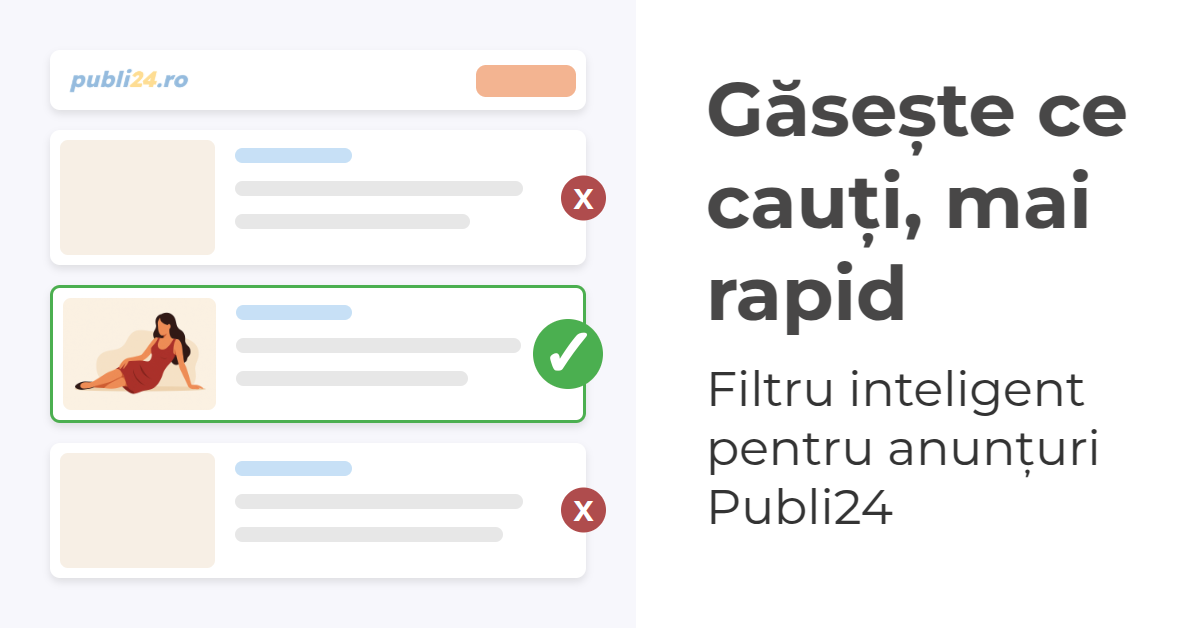 publi24.ro
x
✓
x
Găsește ce
cauți, mai
rapid
Filtru inteligent
pentru anunțuri
Publi24